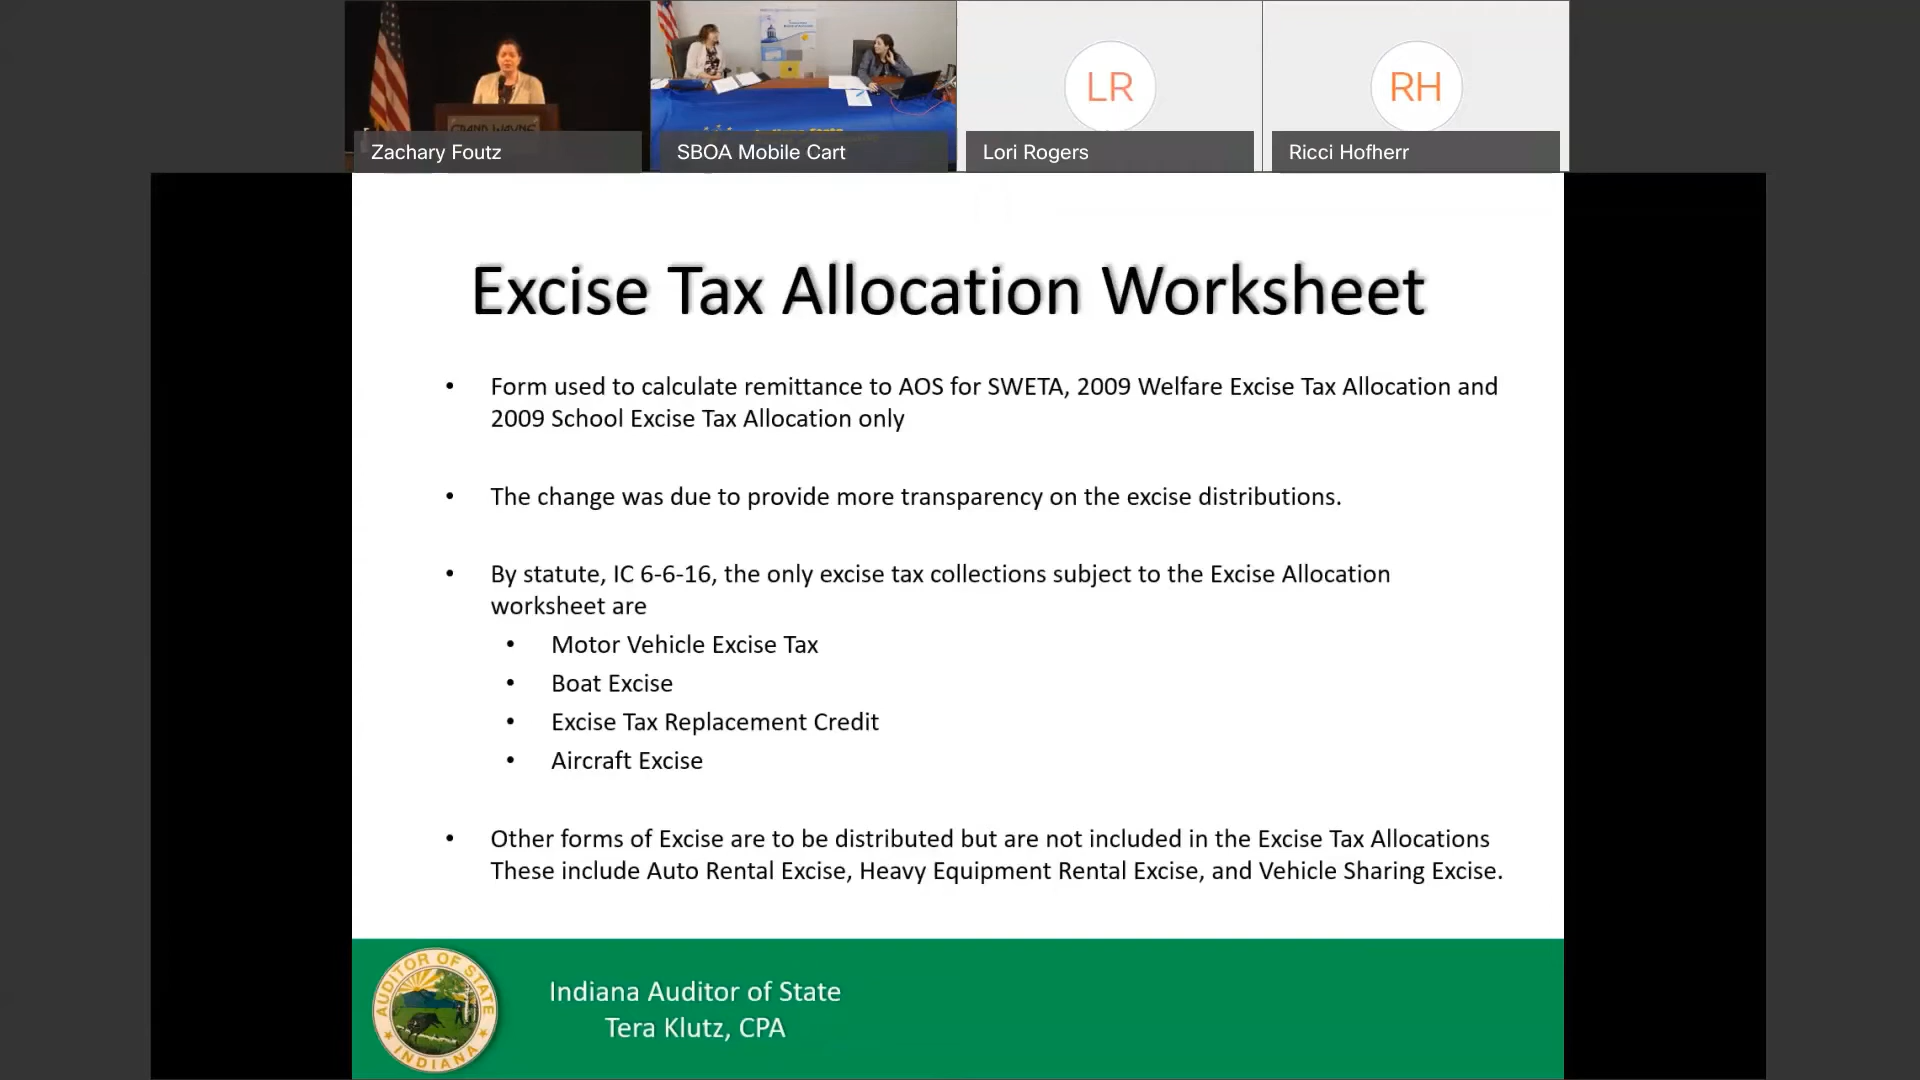 GRAND WAYNE
Zachary Foutz
SBOA Mobile Cart
LR
Lori Rogers
RH
Ricci Hofherr
Excise Tax Allocation Worksheet
• Form used to calculate remittance to AOS for SWETA, 2009 Welfare Excise Tax Allocation and
2009 School Excise Tax Allocation only
• The change was due to provide more transparency on the excise distributions.
• By statute, IC 6-6-16, the only excise tax collections subject to the Excise Allocation
worksheet are
• Motor Vehicle Excise Tax
• Boat Excise
• Excise Tax Replacement Credit
• Aircraft Excise
• Other forms of Excise are to be distributed but are not included in the Excise Tax Allocations
These include Auto Rental Excise, Heavy Equipment Rental Excise, and Vehicle Sharing Excise.
AUDITOR OF STATE
INDIANA
Indiana Auditor of State
Tera Klutz, CPA